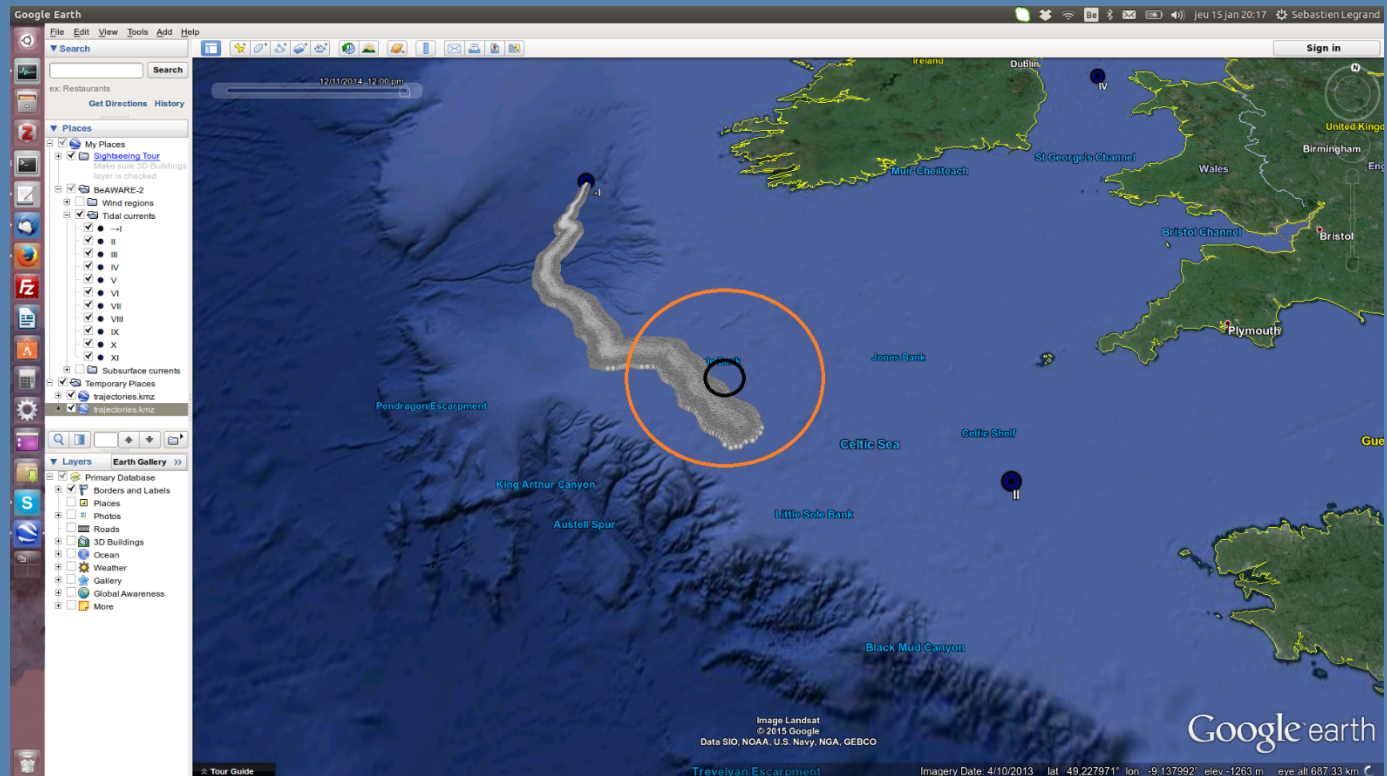 Google Earth
Be
jeu 15 jan 20:17
Sebastien Legrand
File Edit View Tools Add Help
Search
Search
ex: Restaurants
Get Directions History
Places
My Places
Sightseeing Tour
Make sure 3D Buildings
layer is checked
BeAWARE-2
Wind regions
Tidal currents
→I
II
III
IV
V
VI
VII
VIII
IX
X
XI
Subsurface currents
Temporary Places
trajectories.kmz
trajectories.kmz
Layers Earth Gallery >>
Primary Database
Borders and Labels
Places
Photos
Roads
3D Buildings
Ocean
Weather
Gallery
Global Awareness
More
Sign in
12/11/2014 12:00 pm
Ireland
Dublin
IV
N
United Kingd
Birmingham
Eng
St George's Channel
Wales
Muir Cheilteach
-I
Bristol Channel
Bristol
Plymouth
Jones Bank
Pendragon Escarpment
Celtic Sea
Celtic Shelf
Gue
King Arthur Canyon
II
Little Sole Bank
Austell Spur
Black Mud Canyon
Image Landsat
© 2015 Google
Data SIO, NOAA, U.S. Navy, NGA, GEBCO
Google earth
Tour Guide
Trevelyan Escarpment
Imagery Date: 4/10/2013 lat 49.227971° lon -9.137992° elev -1263 m eye alt 687.33 km